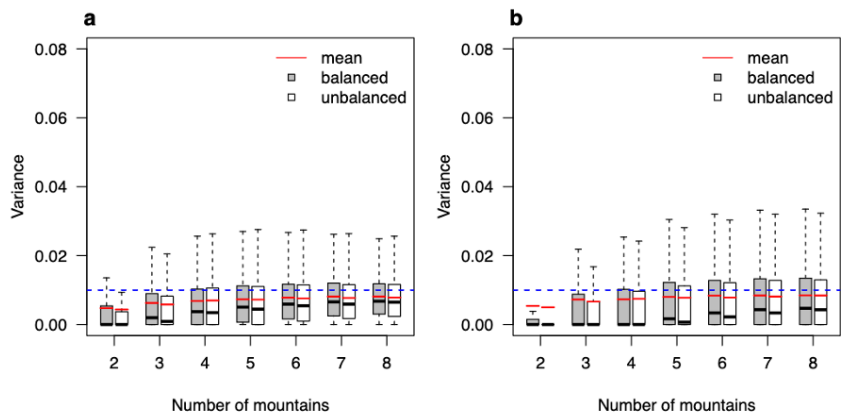 a
0.08
0.06
0.04
0.02
0.00
Variance
mean
balanced
unbalanced
2 3 4 5 6 7 8
Number of mountains
b
0.08
0.06
0.04
0.02
0.00
Variance
mean
balanced
unbalanced
2 3 4 5 6 7 8
Number of mountains